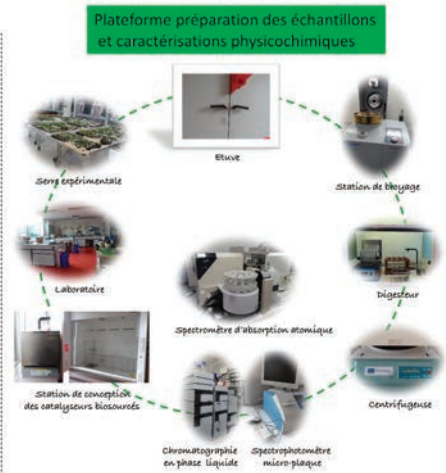 Plateforme préparation des échantillons
et caractérisations physicochimiques
Etuve
Serre expérimentale
Station de broyage
Laboratoire
Digesteur
Spectromètre d'absorption atomique
Station de conception
des catalyseurs biosourcés
Centrifugeuse
Chromatographie
en phase liquide
Spectrophotomètre
micro-plaque